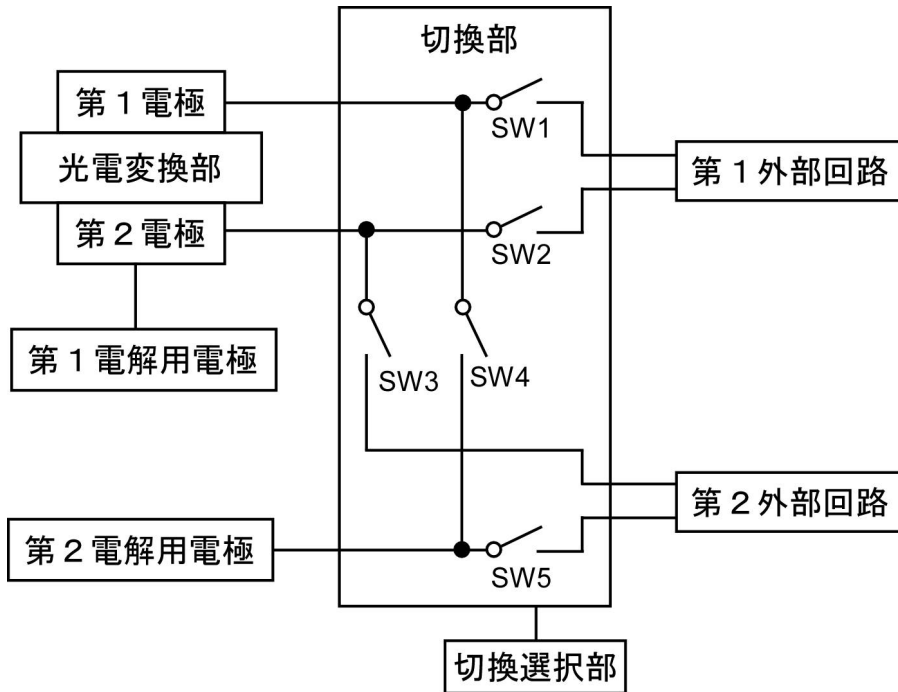 切換部
第1電極
SW1
光電変換部
第1外部回路
第2電極
SW2
第1電解用電極
SW3
SW4
第2外部回路
第2電解用電極
SW5
切換選択部